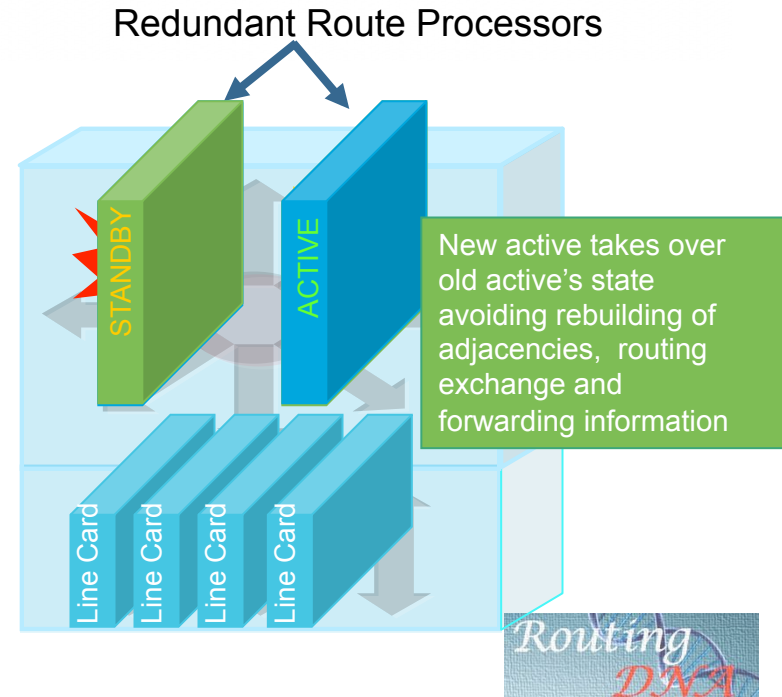 Redundant Route Processors
STANDBY
ACTIVE
New active takes over
old active's state
avoiding rebuilding of
adjacencies, routing
exchange and
forwarding information
Line Card
Line Card
Line Card
Line Card
Routing
DNA